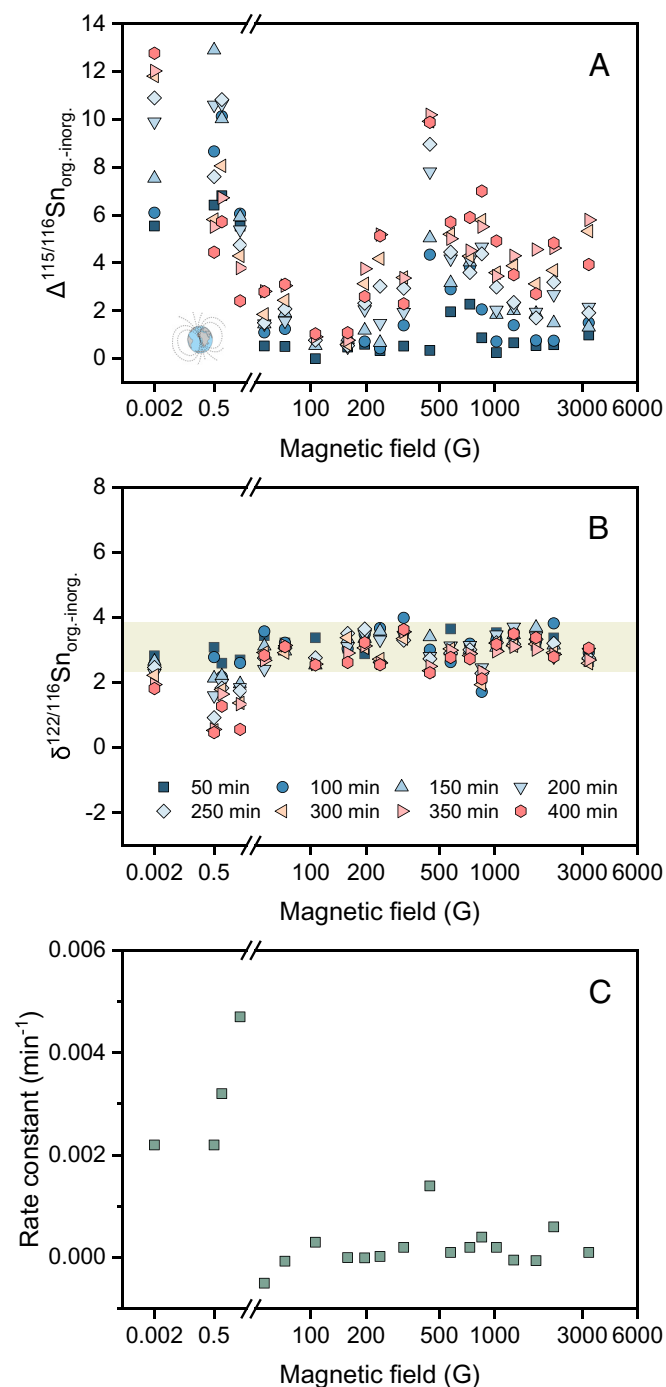 14
12
10
8
6
4
2
0
Δ115/116Snorg.-inorg.
A
0.002 0.5 100 200 500 1000 3000 6000
Magnetic field (G)
8
6
4
2
0
-2
δ122/116Snorg.-inorg.
B
50 min 100 min 150 min 200 min
250 min 300 min 350 min 400 min
0.002 0.5 100 200 500 1000 3000 6000
Magnetic field (G)
0.006
0.004
0.002
0.000
Rate constant (min-1)
C
0.002 0.5 100 200 500 1000 3000 6000
Magnetic field (G)